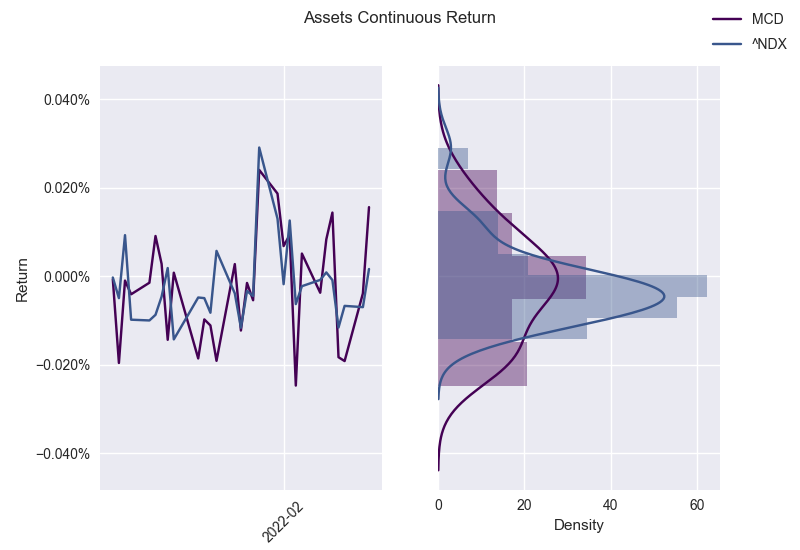 Assets Continuous Return
MCD
^NDX
0.040%
0.020%
0.000%
−0.020%
−0.040%
Return
2022-02
0
20
40
60
Density